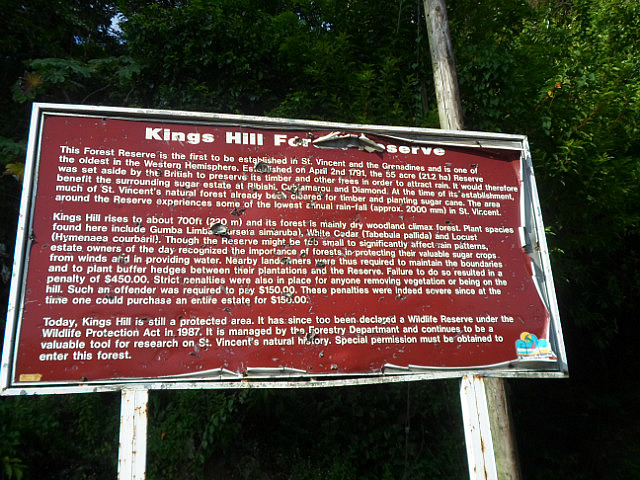 Kings Hill For Reserve
This Forest Reserve is the first to be established in St. Vincent and the Grenadines and is one of
the oldest in the Western Hemisphere. Established on April 2nd 1791, the 55 acre (21.2 ha) Reserve
was set aside by the British to preserve its timber and other trees in order to attract rain. It would therefore
benefit the surrounding sugar estate at Ribishi, Cubamarou and Diamond. At the time of its establishment,
much of St. Vincent's natural forest already been cleared for timber and planting sugar cane. The area
around the Reserve experiences some of the lowest annual rain-fall (approx. 2000 mm) in St. Vincent.
Kings Hill rises to about 700ft (230 m) and its forest is mainly dry woodland climax forest. Plant species
found here include Gumba Limba (Bursera simaruba), White Cedar (Tabebula pallida) and Locust
(Hymenaea courbaril). Though the Reserve might be too small to significantly affect rain patterns,
estate owners of the day recognized the importance of forests in protecting their valuable sugar crops
from winds and in providing water. Nearby landowners were thus required to maintain the boundaries
and to plant buffer hedges between their plantations and the Reserve. Failure to do so resulted in a
penalty of $450.00. Strict penalties were also in place for anyone removing vegetation or being on the
hill. Such an offender was required to pay $150.00. These penalties were indeed severe since at the
time one could purchase an entire estate for $150.00.
Today, Kings Hill is still a protected area. It has since too been declared a Wildlife Reserve under the
Wildlife Protection Act in 1987. It is managed by the Forestry Department and continues to be a
valuable tool for research on St. Vincent's natural history. Special permission must be obtained to
enter this forest.